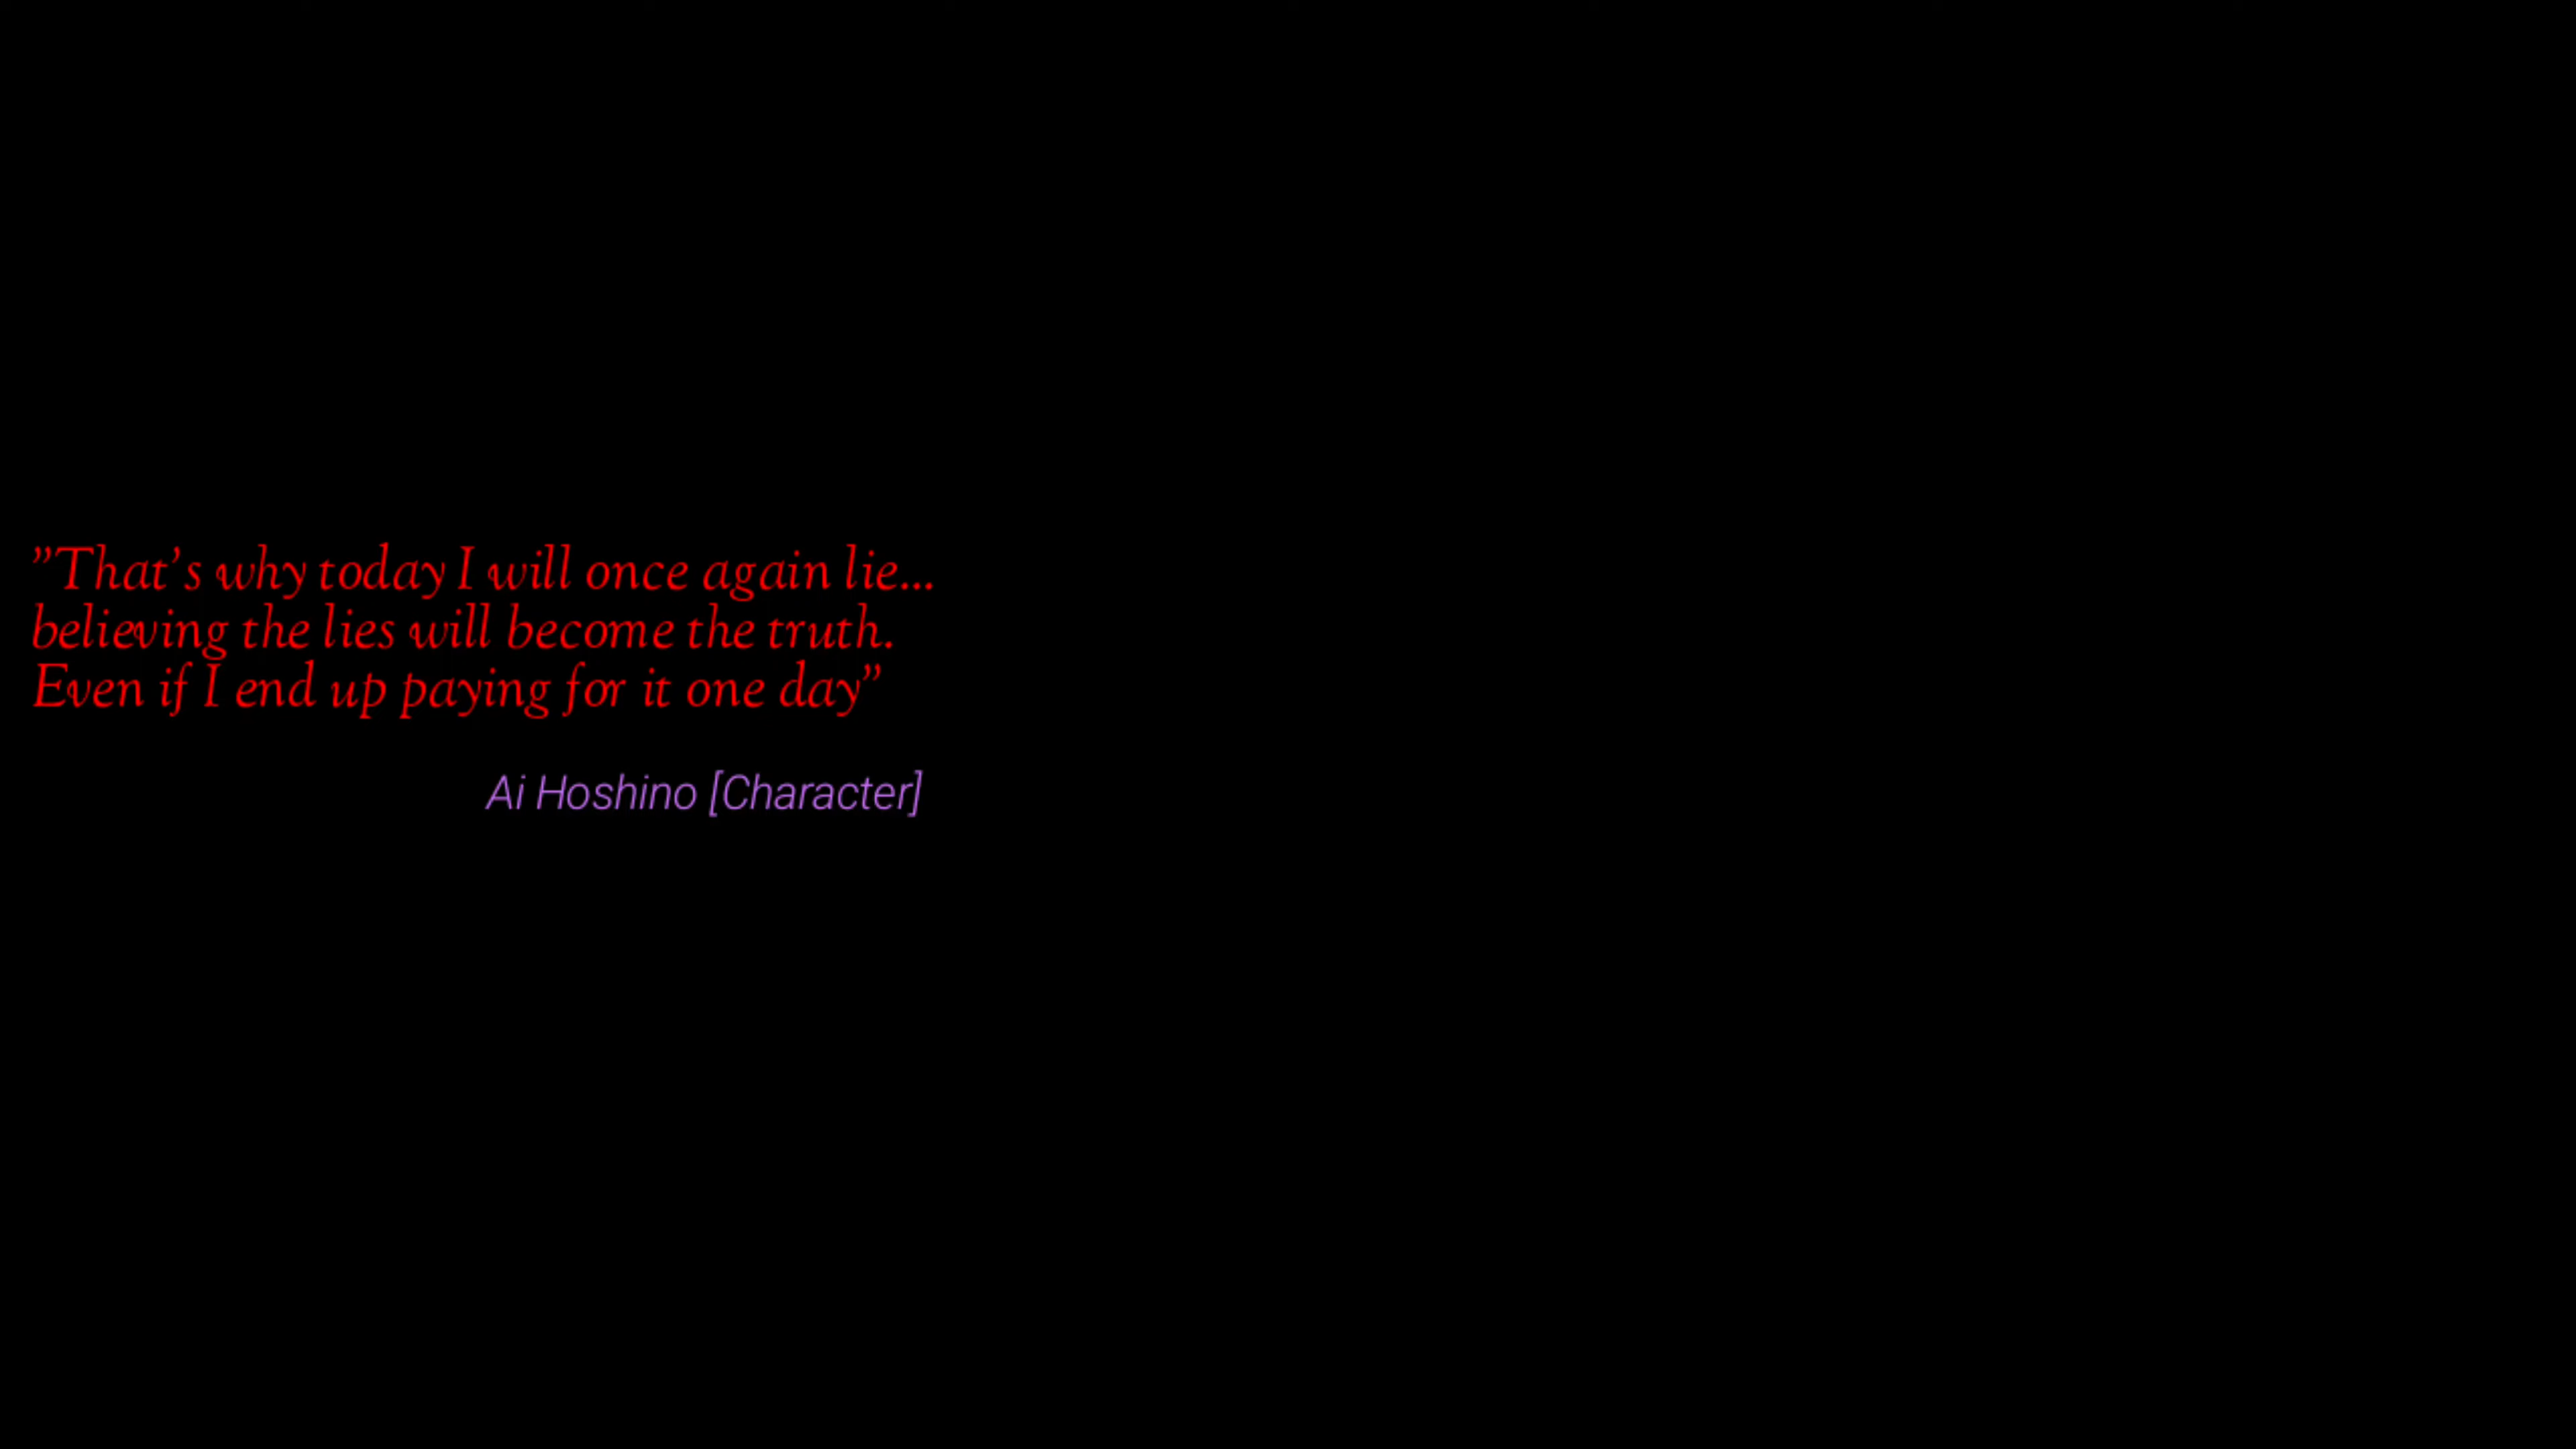 ”That’s why today I will once again lie...
believing the lies will become the truth.
Even if I end up paying for it one day”
Ai Hoshino [Character]